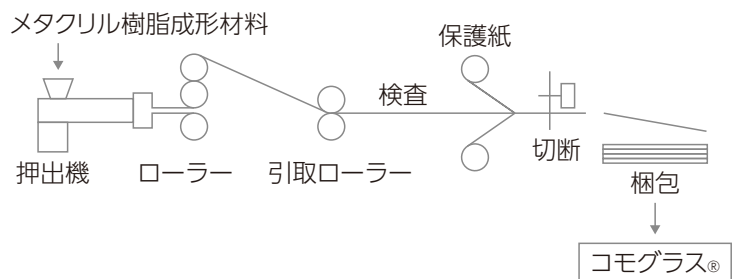 メタクリル樹脂成形材料
保護紙
検査
押出機
ローラー
引取ローラー
切断
梱包
コモグラス®